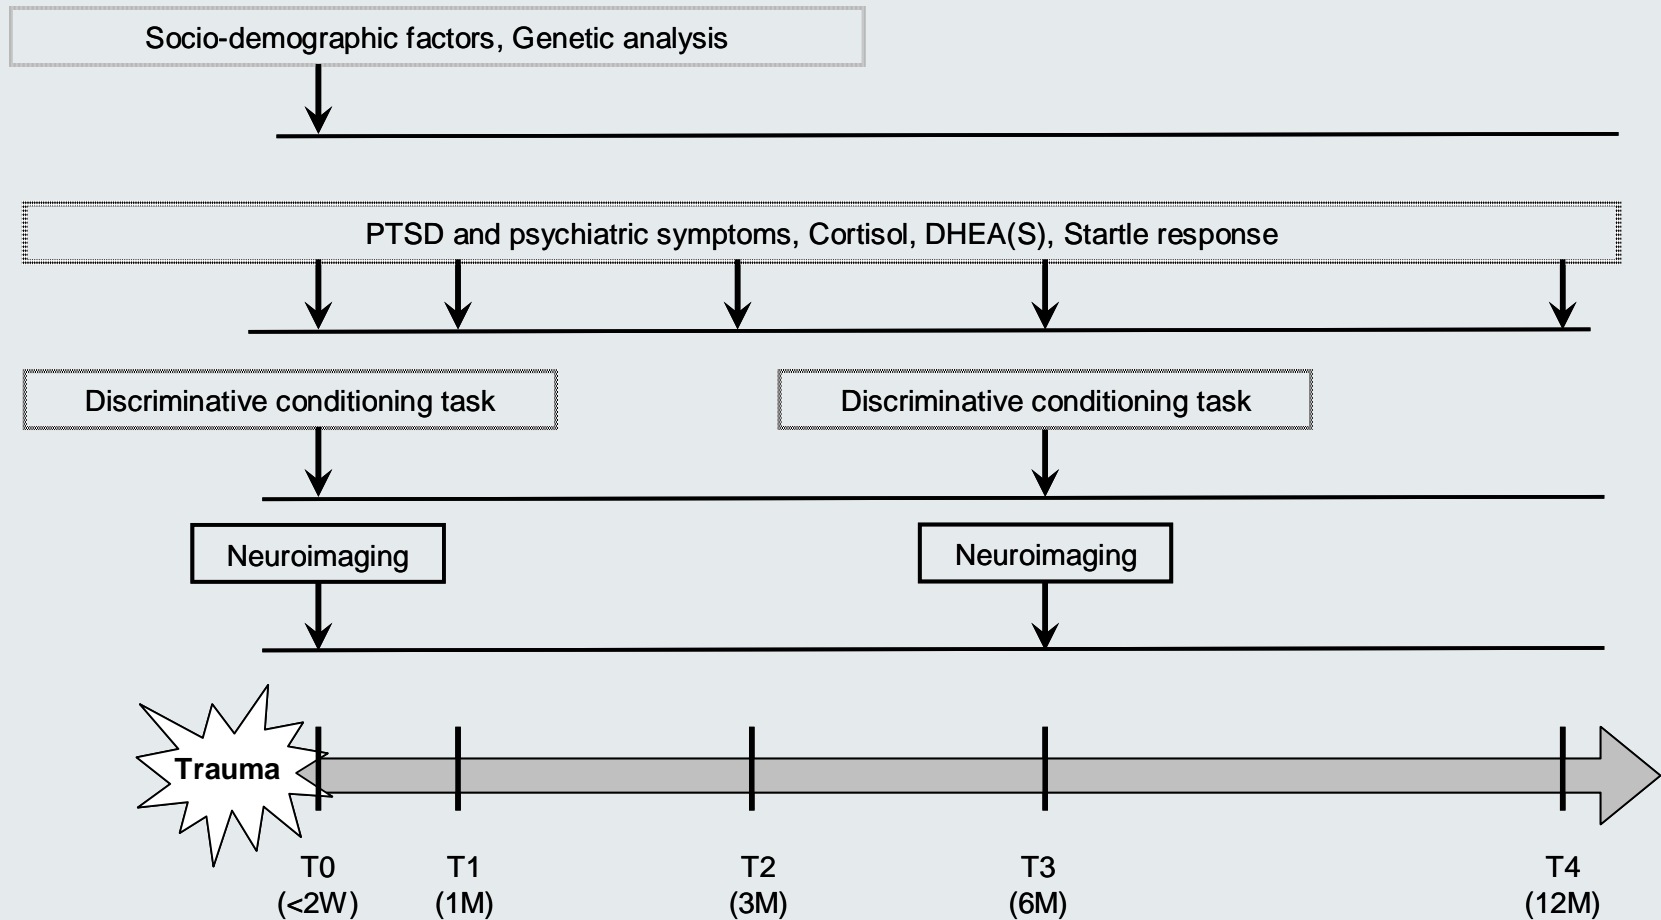 Socio-demographic factors, Genetic analysis
PTSD and psychiatric symptoms, Cortisol, DHEA(S), Startle response
Discriminative conditioning task
Discriminative conditioning task
Neuroimaging
Neuroimaging
Trauma
T0
(<2W)
T1
(1M)
T2
(3M)
T3
(6M)
T4
(12M)